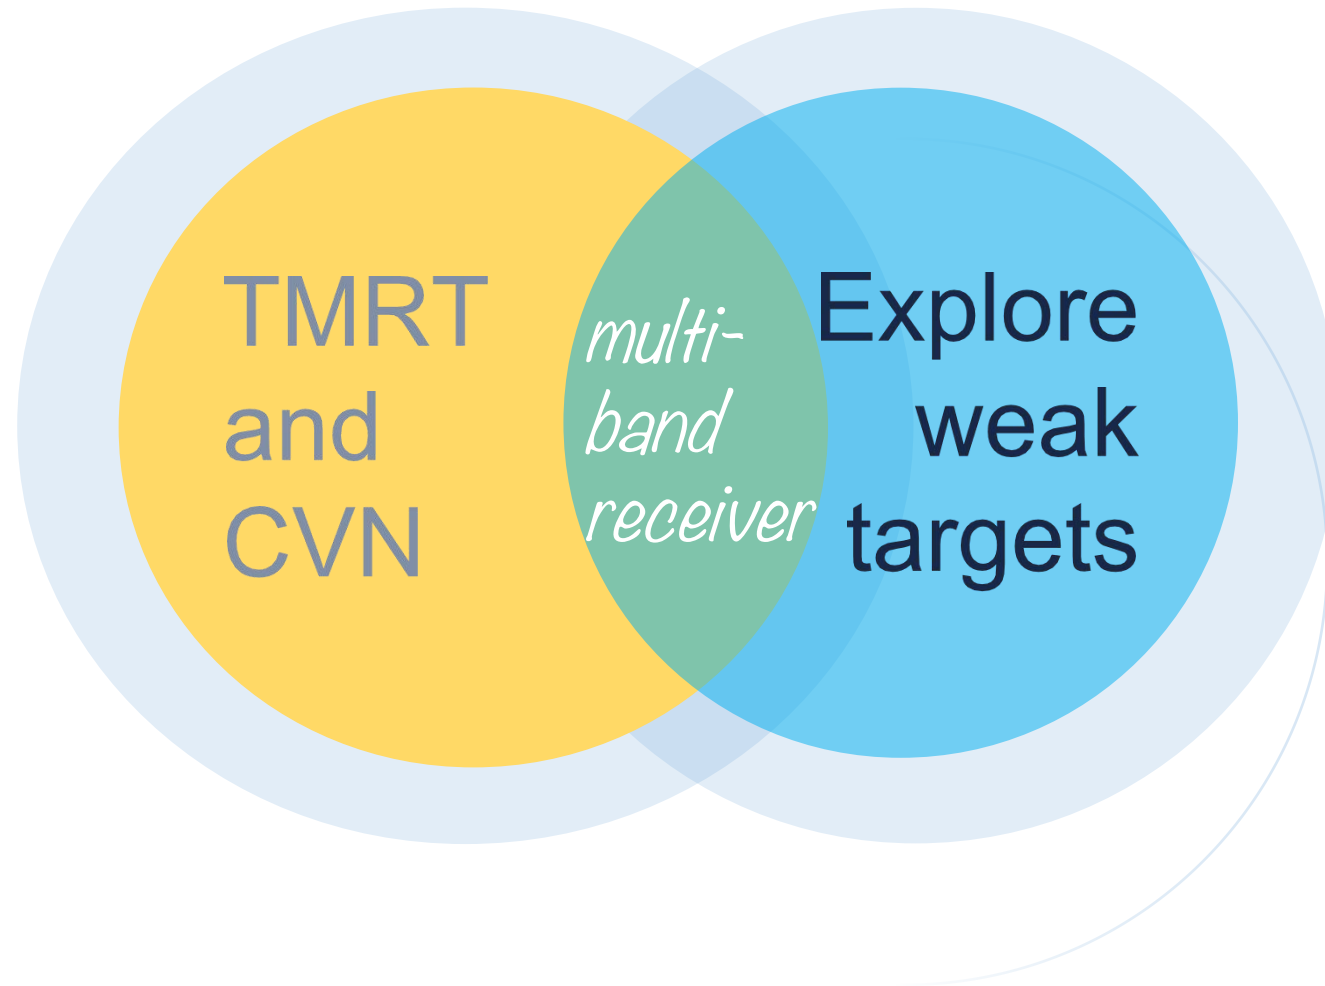 TMRT
and
CVN
multi-
band
receiver
Explore
weak
targets